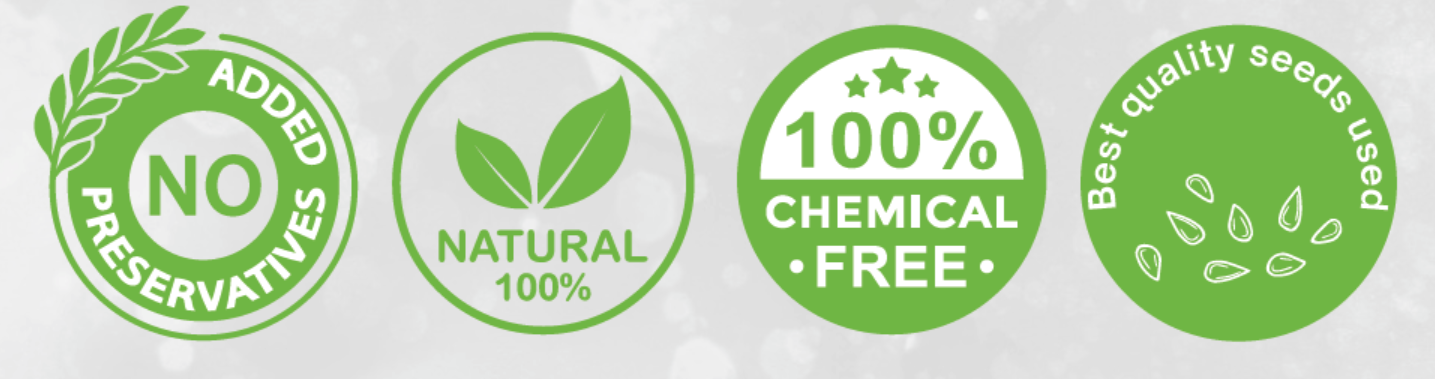 NO
ADDED
PRESERVATIVES
NATURAL
100%
100%
CHEMICAL
• FREE •
Best quality seeds used